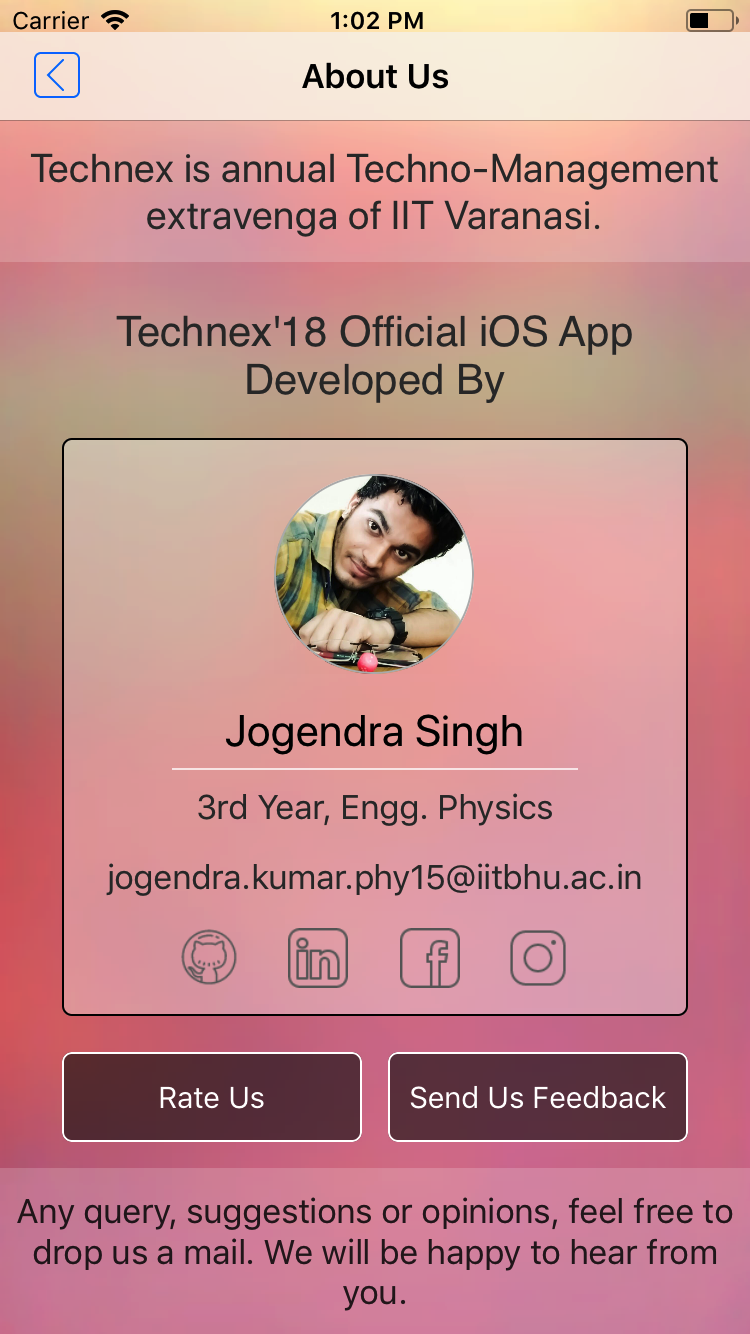 Carrier 1:02 PM
About Us
Technex is annual Techno-Management
extravenga of IIT Varanasi.
Technex'18 Official iOS App
Developed By
Jogendra Singh
3rd Year, Engg. Physics
jogendra.kumar.phy15@iitbhu.ac.in
in f
Rate Us
Send Us Feedback
Any query, suggestions or opinions, feel free to
drop us a mail. We will be happy to hear from
you.